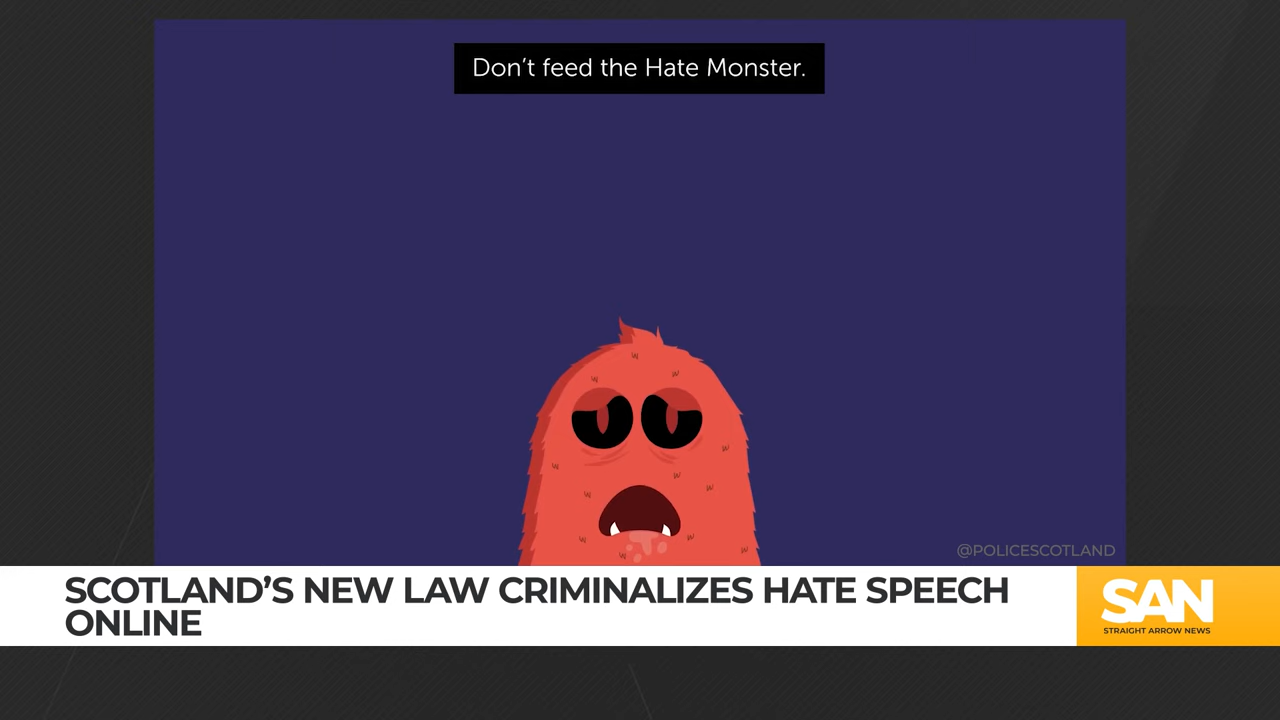 Don’t feed the Hate Monster.
@POLICESCOTLAND
SCOTLAND’S NEW LAW CRIMINALIZES HATE SPEECH
ONLINE
SAN
STRAIGHT ARROW NEWS